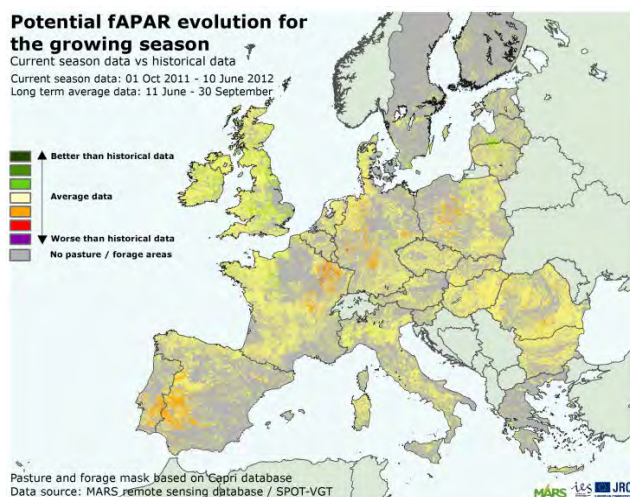 Potential fAPAR evolution for
the growing season
Current season data vs historical data
Current season data: 01 Oct 2011 - 10 June 2012
Long term average data: 11 June - 30 September
Better than historical data
Average data
Worse than historical data
No pasture / forage areas
Pasture and forage mask based on Capri database
Data source: MARS remote sensing database / SPOT-VGT
MARS ies JRC